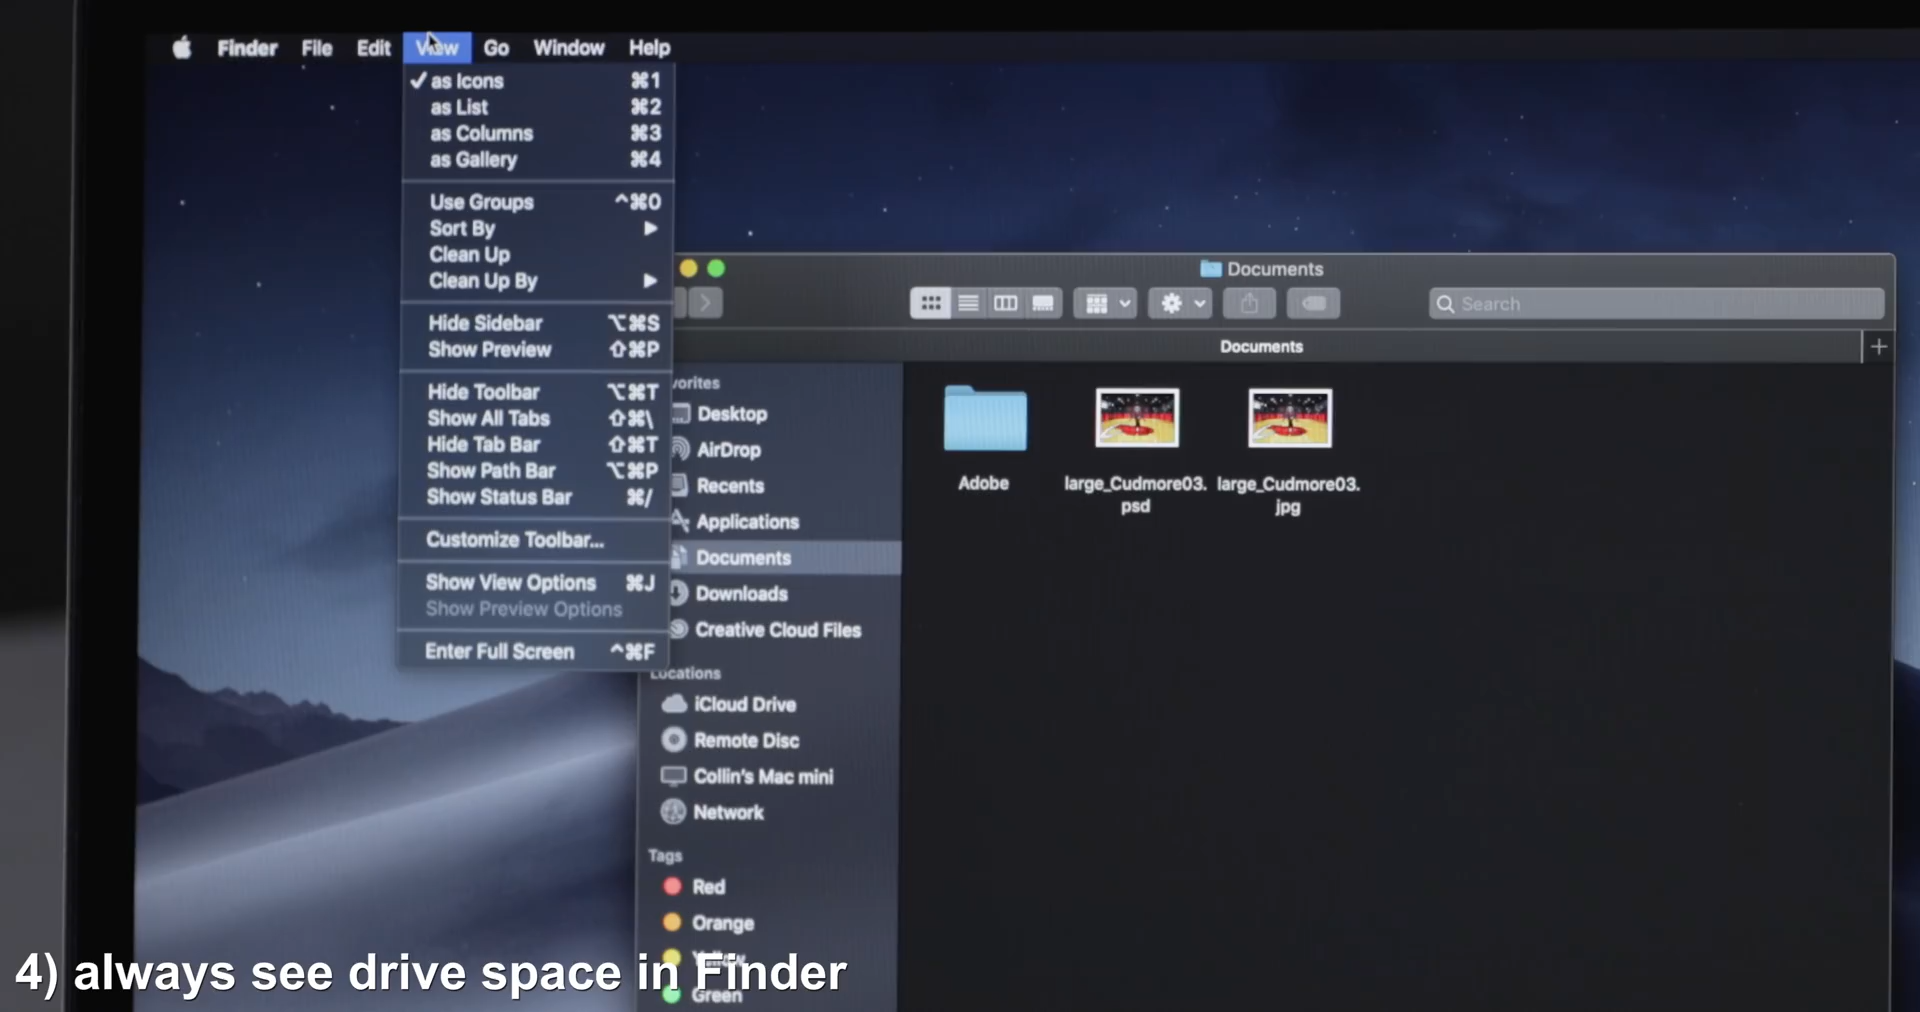 Finder File Edit View Go Window Help
as Icons ⌘1
as List ⌘2
as Columns ⌘3
as Gallery ⌘4
Use Groups ^⌘0
Sort By
Clean Up
Clean Up By
Hide Sidebar ⌥⌘S
Show Preview ⇧⌘P
Hide Toolbar ⌥⌘T
Show All Tabs ⇧⌘\
Hide Tab Bar ⇧⌘T
Show Path Bar ⌥⌘P
Show Status Bar ⌘/
Customize Toolbar...
Show View Options ⌘J
Show Preview Options
Enter Full Screen ^⌘F
Documents
Search
Documents
vorites
Desktop
AirDrop
Recents
Applications
Documents
Downloads
Creative Cloud Files
Locations
iCloud Drive
Remote Disc
Collin's Mac mini
Network
Tags
Red
Orange
Yellow
Green
Adobe
large_Cudmore03.
psd
large_Cudmore03.
jpg
4) always see drive space in Finder